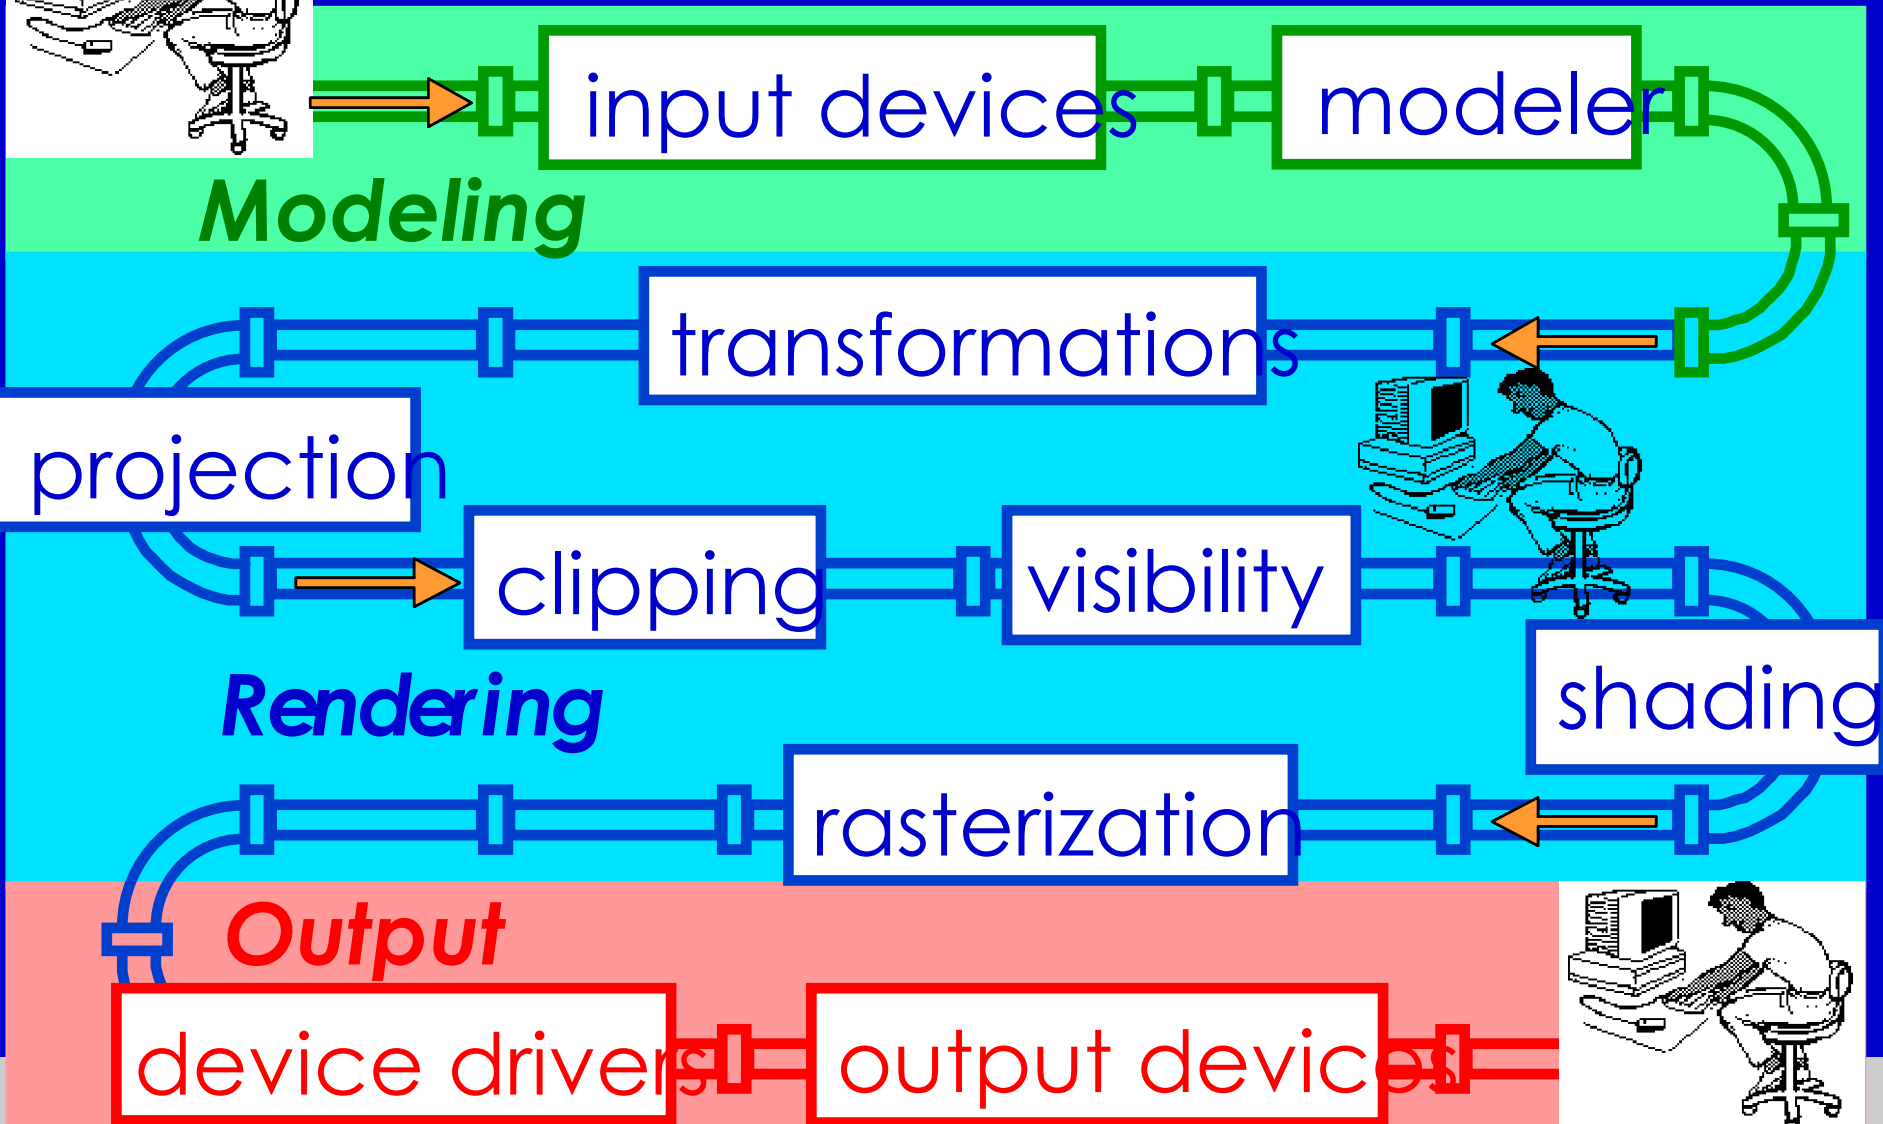 input devices
modeler
Modeling
transformations
projection
clipping
visibility
Rendering
shading
rasterization
Output
device drivers
output devices